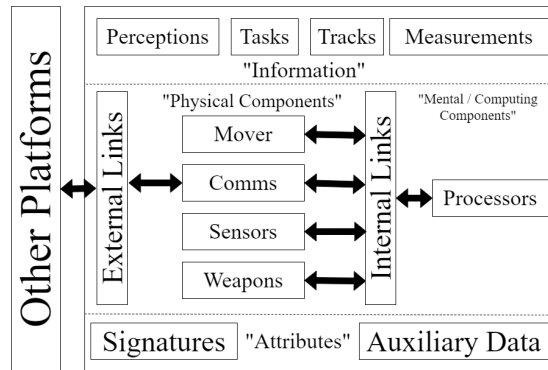 Other Platforms
Perceptions
Tasks
Tracks
Measurements
"Information"
External Links
"Physical Components"
Mover
Comms
Sensors
Weapons
Internal Links
"Mental / Computing
Components"
Processors
Signatures
"Attributes"
Auxiliary Data